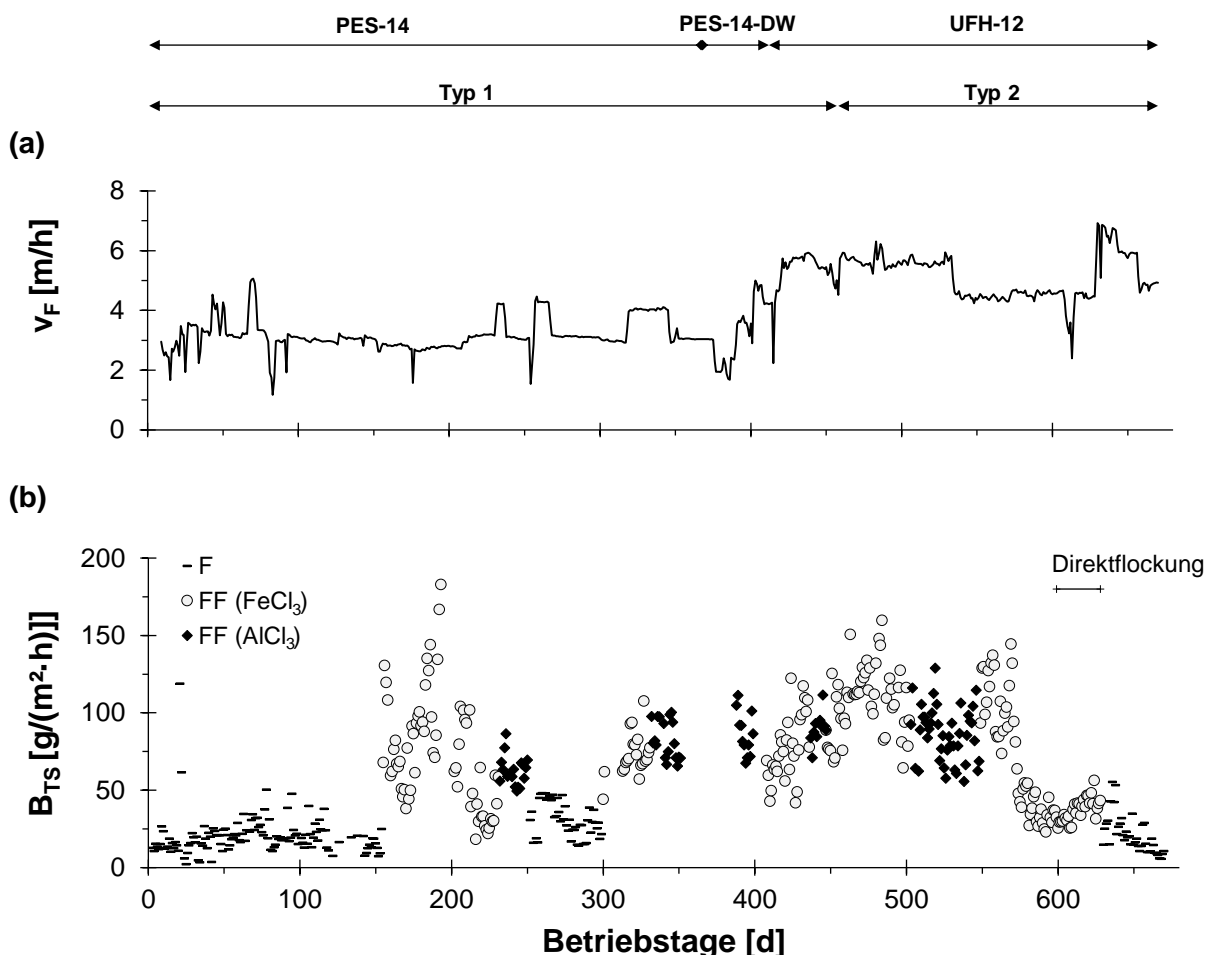 PES-14 PES-14-DW UFH-12
Typ 1 Typ 2
(a)
v_F [m/h]
8
6
4
2
0
(b)
B_TS [g/(m²·h)]]
200
150
100
50
0
F
FF (FeCl₃)
FF (AlCl₃)
Direktflockung
0 100 200 300 400 500 600
Betriebstage [d]